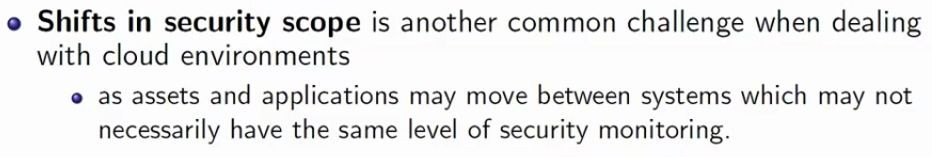 Shifts in security scope is another common challenge when dealing
with cloud environments
as assets and applications may move between systems which may not
necessarily have the same level of security monitoring.